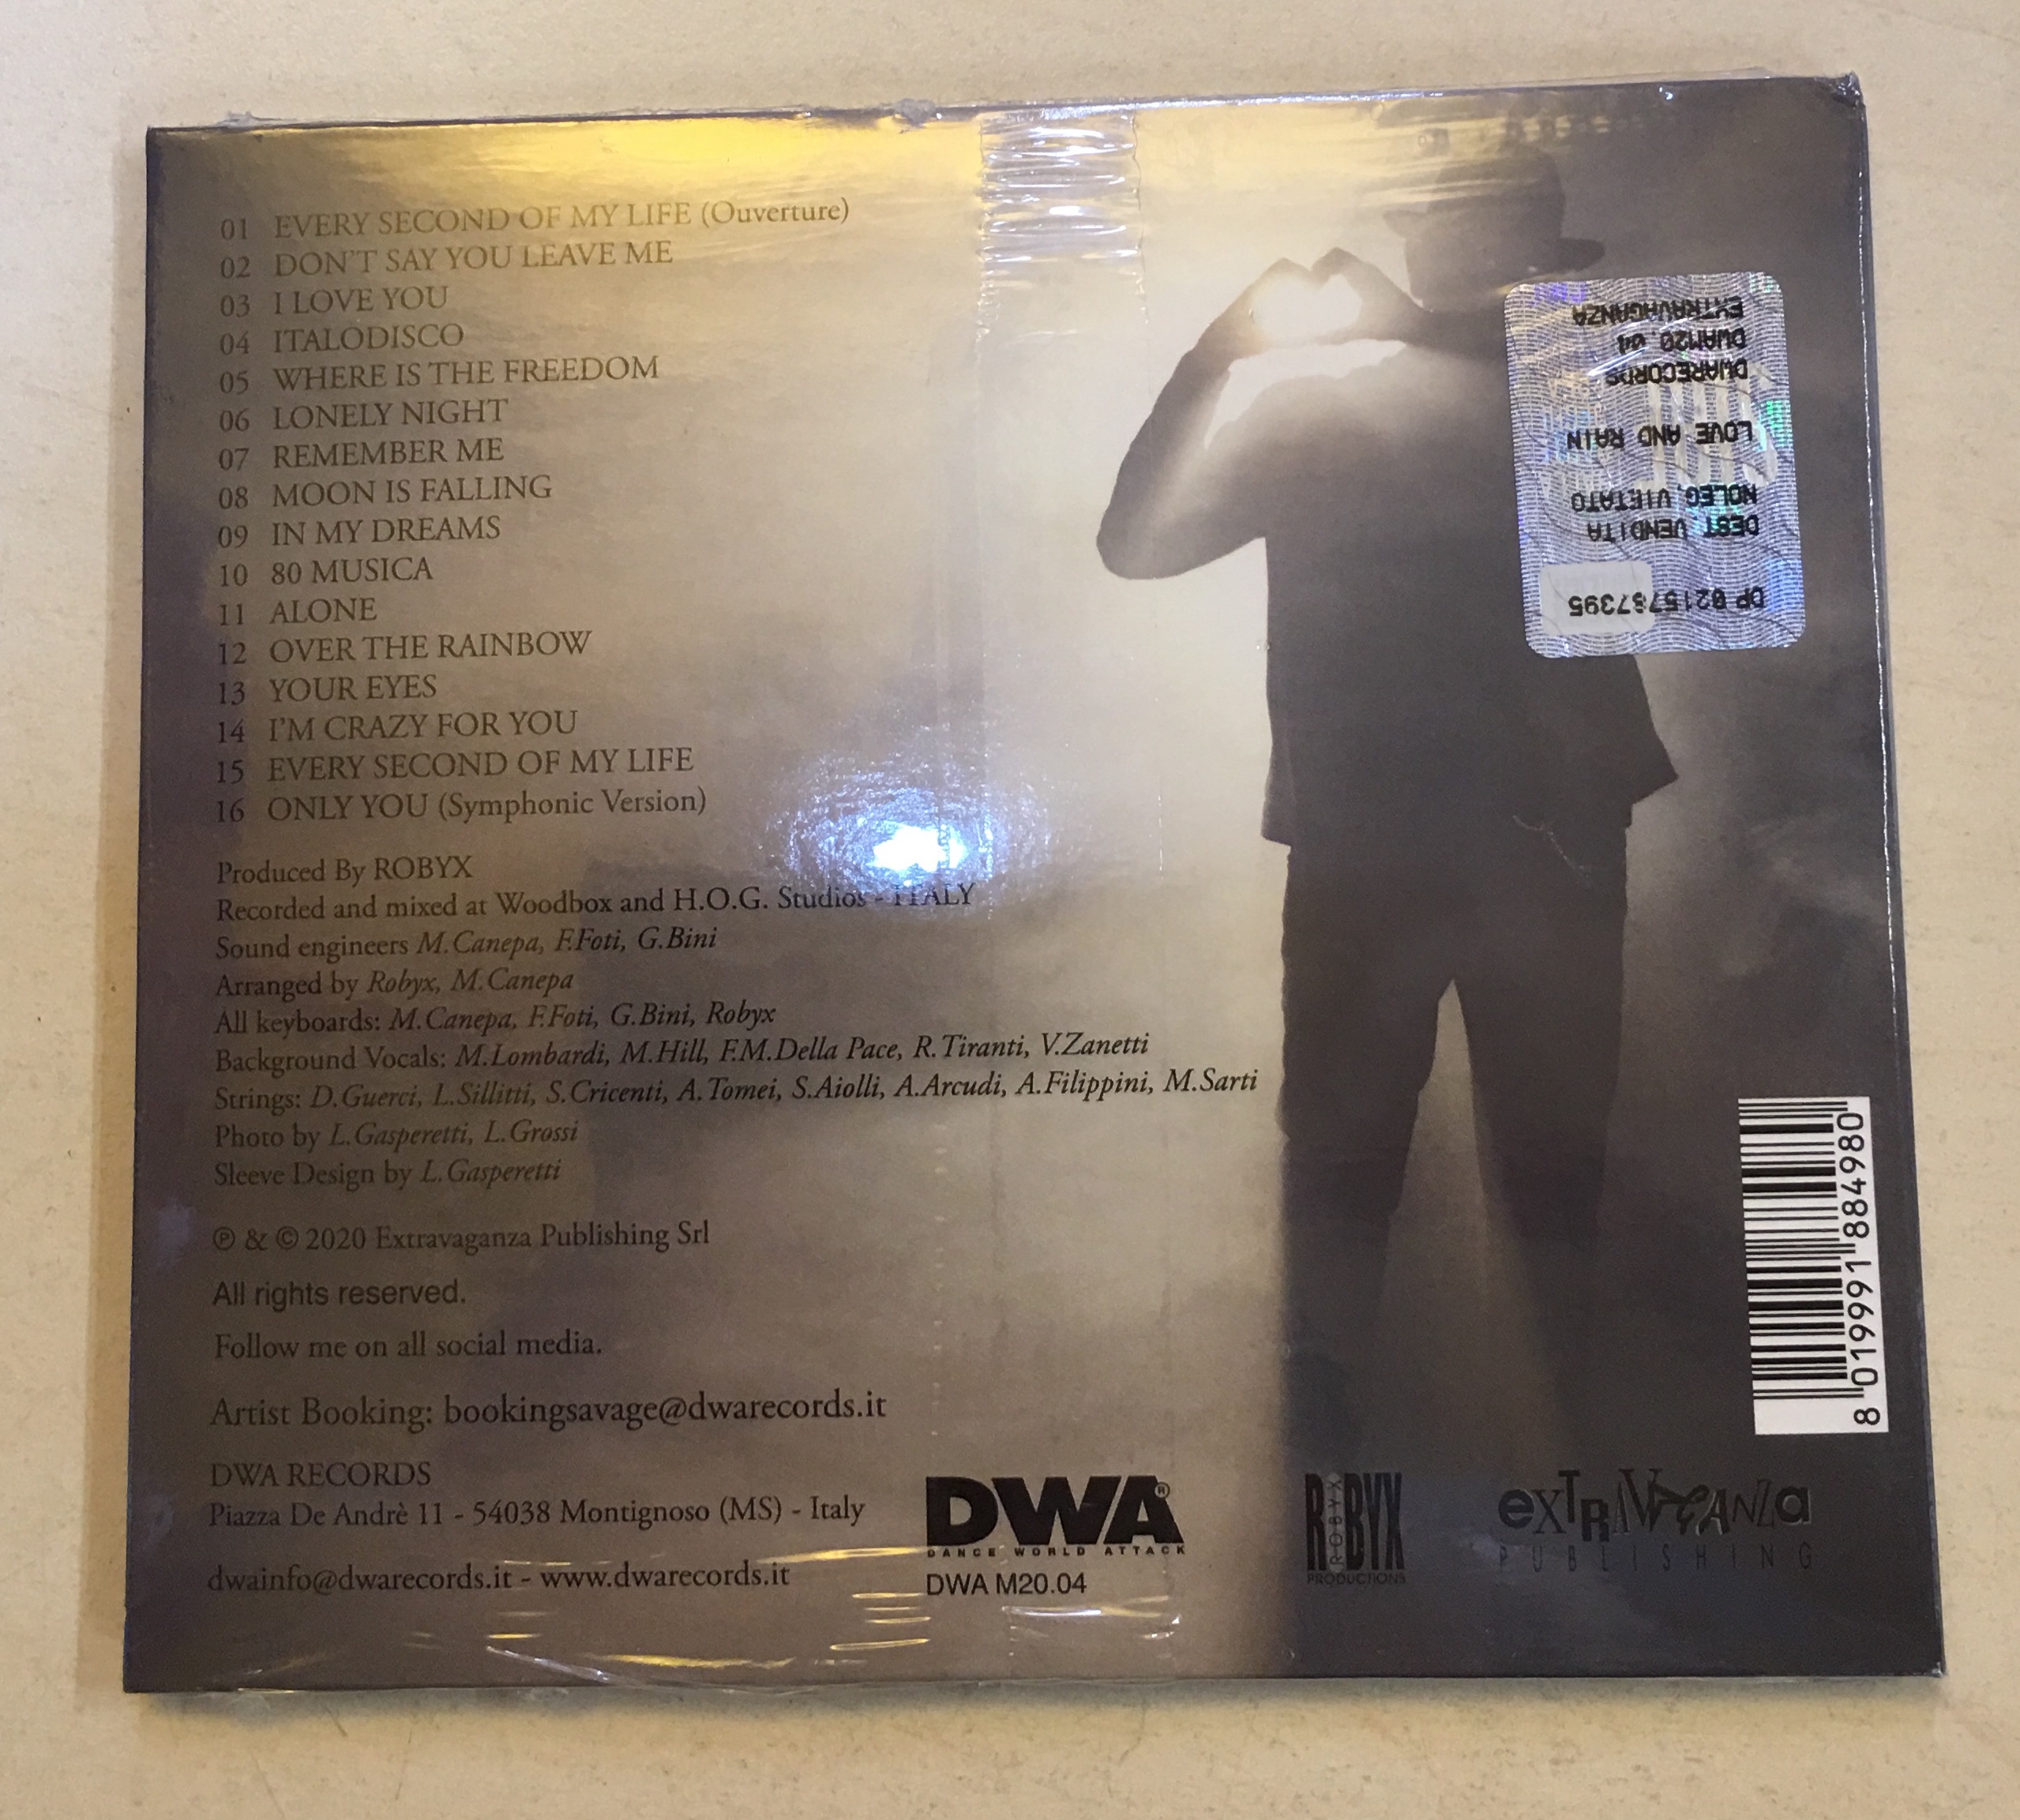 01 EVERY SECOND OF MY LIFE (Ouverture)
02 DON'T SAY YOU LEAVE ME
03 I LOVE YOU
04 ITALODISCO
05 WHERE IS THE FREEDOM
06 LONELY NIGHT
07 REMEMBER ME
08 MOON IS FALLING
09 IN MY DREAMS
10 80 MUSICA
11 ALONE
12 OVER THE RAINBOW
13 YOUR EYES
14 I'M CRAZY FOR YOU
15 EVERY SECOND OF MY LIFE
16 ONLY YOU (Symphonic Version)
Produced By ROBYX
Recorded and mixed at Woodbox and H.O.G. Studios - ITALY
Sound engineers M.Canepa, F.Foti, G.Bini
Arranged by Robyx, M.Canepa
All keyboards: M.Canepa, F.Foti, G.Bini, Robyx
Background Vocals: M.Lombardi, M.Hill, F.M.Della Pace, R.Tiranti, V.Zanetti
Strings: D.Guerci, L.Sillitti, S.Cricenti, A.Tomei, S.Aiolli, A.Arcudi, A.Filippini, M.Sarti
Photo by L.Gasperetti, L.Grossi
Sleeve Design by L.Gasperetti
℗ & © 2020 Extravaganza Publishing Srl
All rights reserved.
Follow me on all social media.
Artist Booking: bookingsavage@dwarecords.it
DWA RECORDS
Piazza De Andrè 11 - 54038 Montignoso (MS) - Italy
dwainfo@dwarecords.it - www.dwarecords.it
DWA®
DANCE WORLD ATTACK
DWA M20.04
ROBYX
ROBYX
PRODUCTIONS
eXTRAVAGANZa
PUBLISHING
DP 0215787395
DEST VENDITA
NOLEG.VIETATO
LOVE AND RAIN
DWARECORDS
DWAM20.04
EXTRAVAGANZA
8 019991 884980